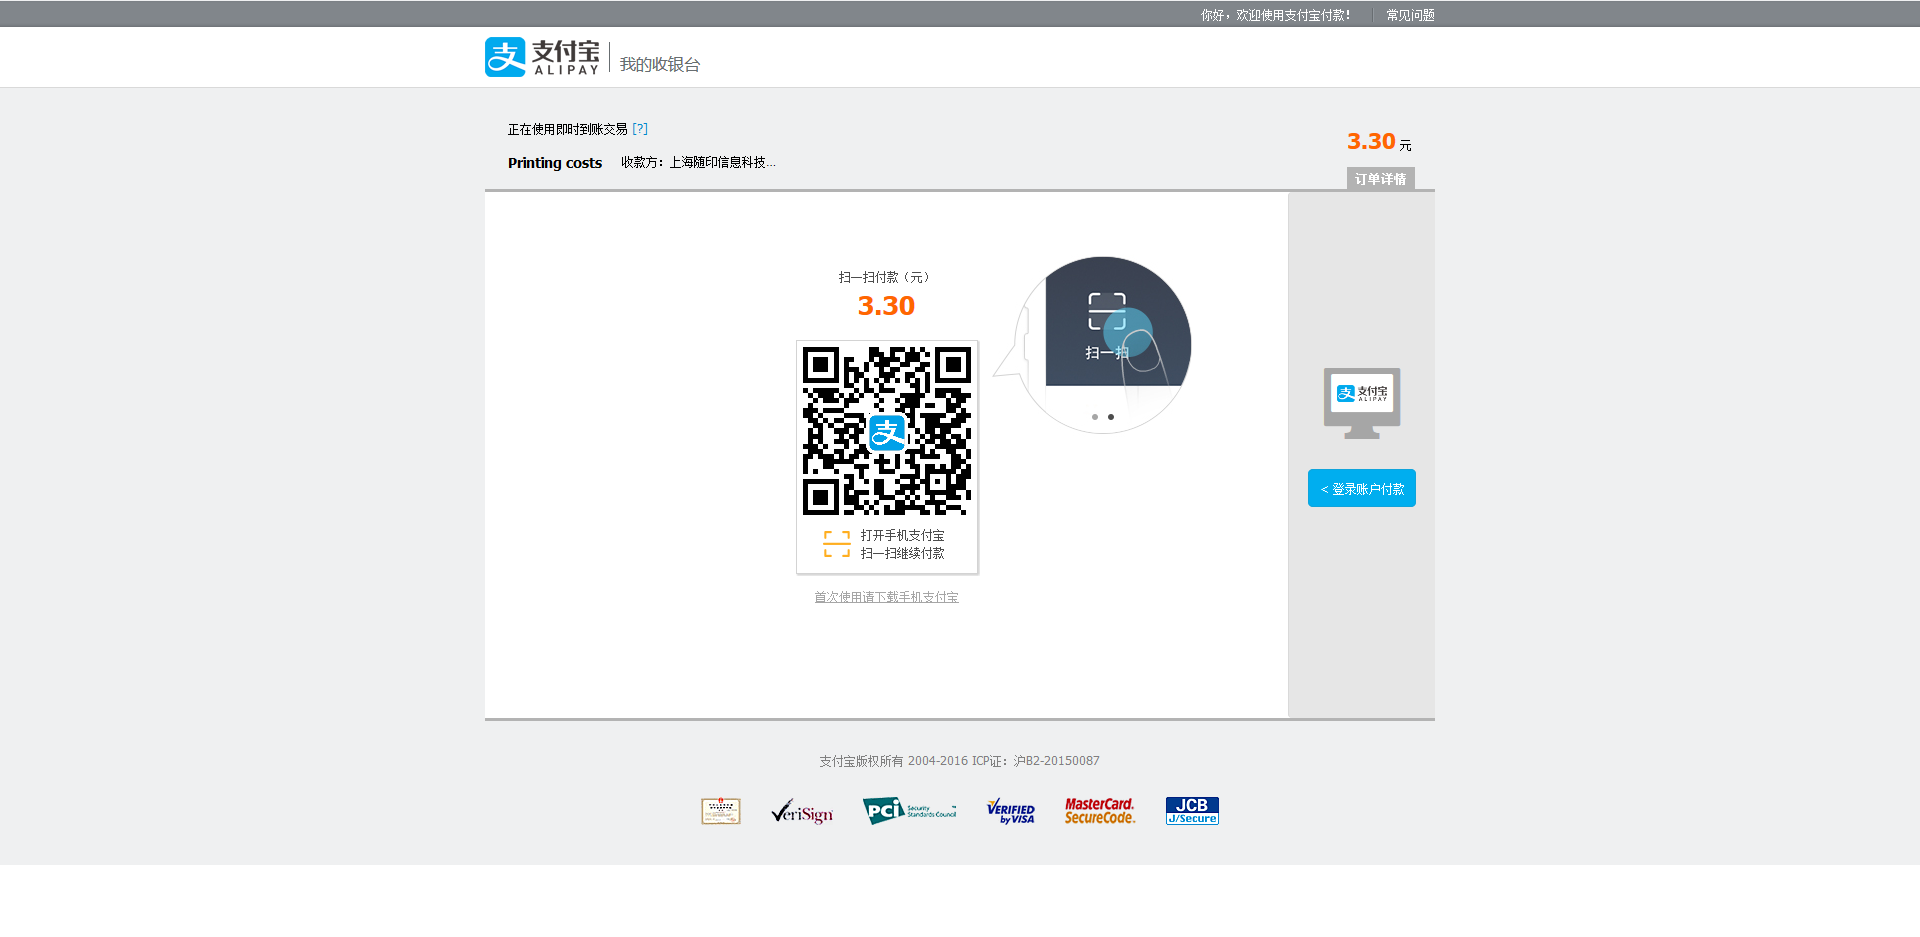 你好，欢迎使用支付宝付款！ 常见问题
支付宝 ALIPAY 我的收银台
正在使用即时到账交易 [?]
3.30 元
Printing costs 收款方：上海随印信息科技...
订单详情
扫一扫付款（元）
3.30
扫一扫
支付宝 ALIPAY
打开手机支付宝
扫一扫继续付款
< 登录账户付款
首次使用请下载手机支付宝
支付宝版权所有 2004-2016 ICP证：沪B2-20150087
VeriSign
PCI Security Standards Council
VERIFIED by VISA
MasterCard. SecureCode.
JCB J/Secure